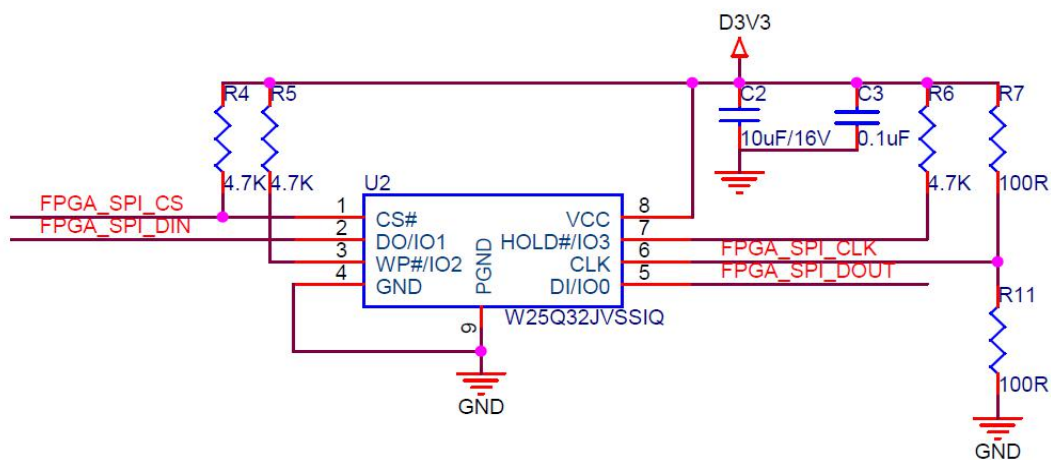 D3V3
R4
R5
C2
C3
R6
R7
10uF/16V
0.1uF
4.7K
4.7K
U2
4.7K
100R
FPGA_SPI_CS
1
CS#
VCC
8
FPGA_SPI_DIN
2
DO/IO1
HOLD#/IO3
7
3
WP#/IO2
CLK
6
FPGA_SPI_CLK
4
GND
PGND
DI/IO0
5
FPGA_SPI_DOUT
9
W25Q32JVSSIQ
R11
100R
GND
GND